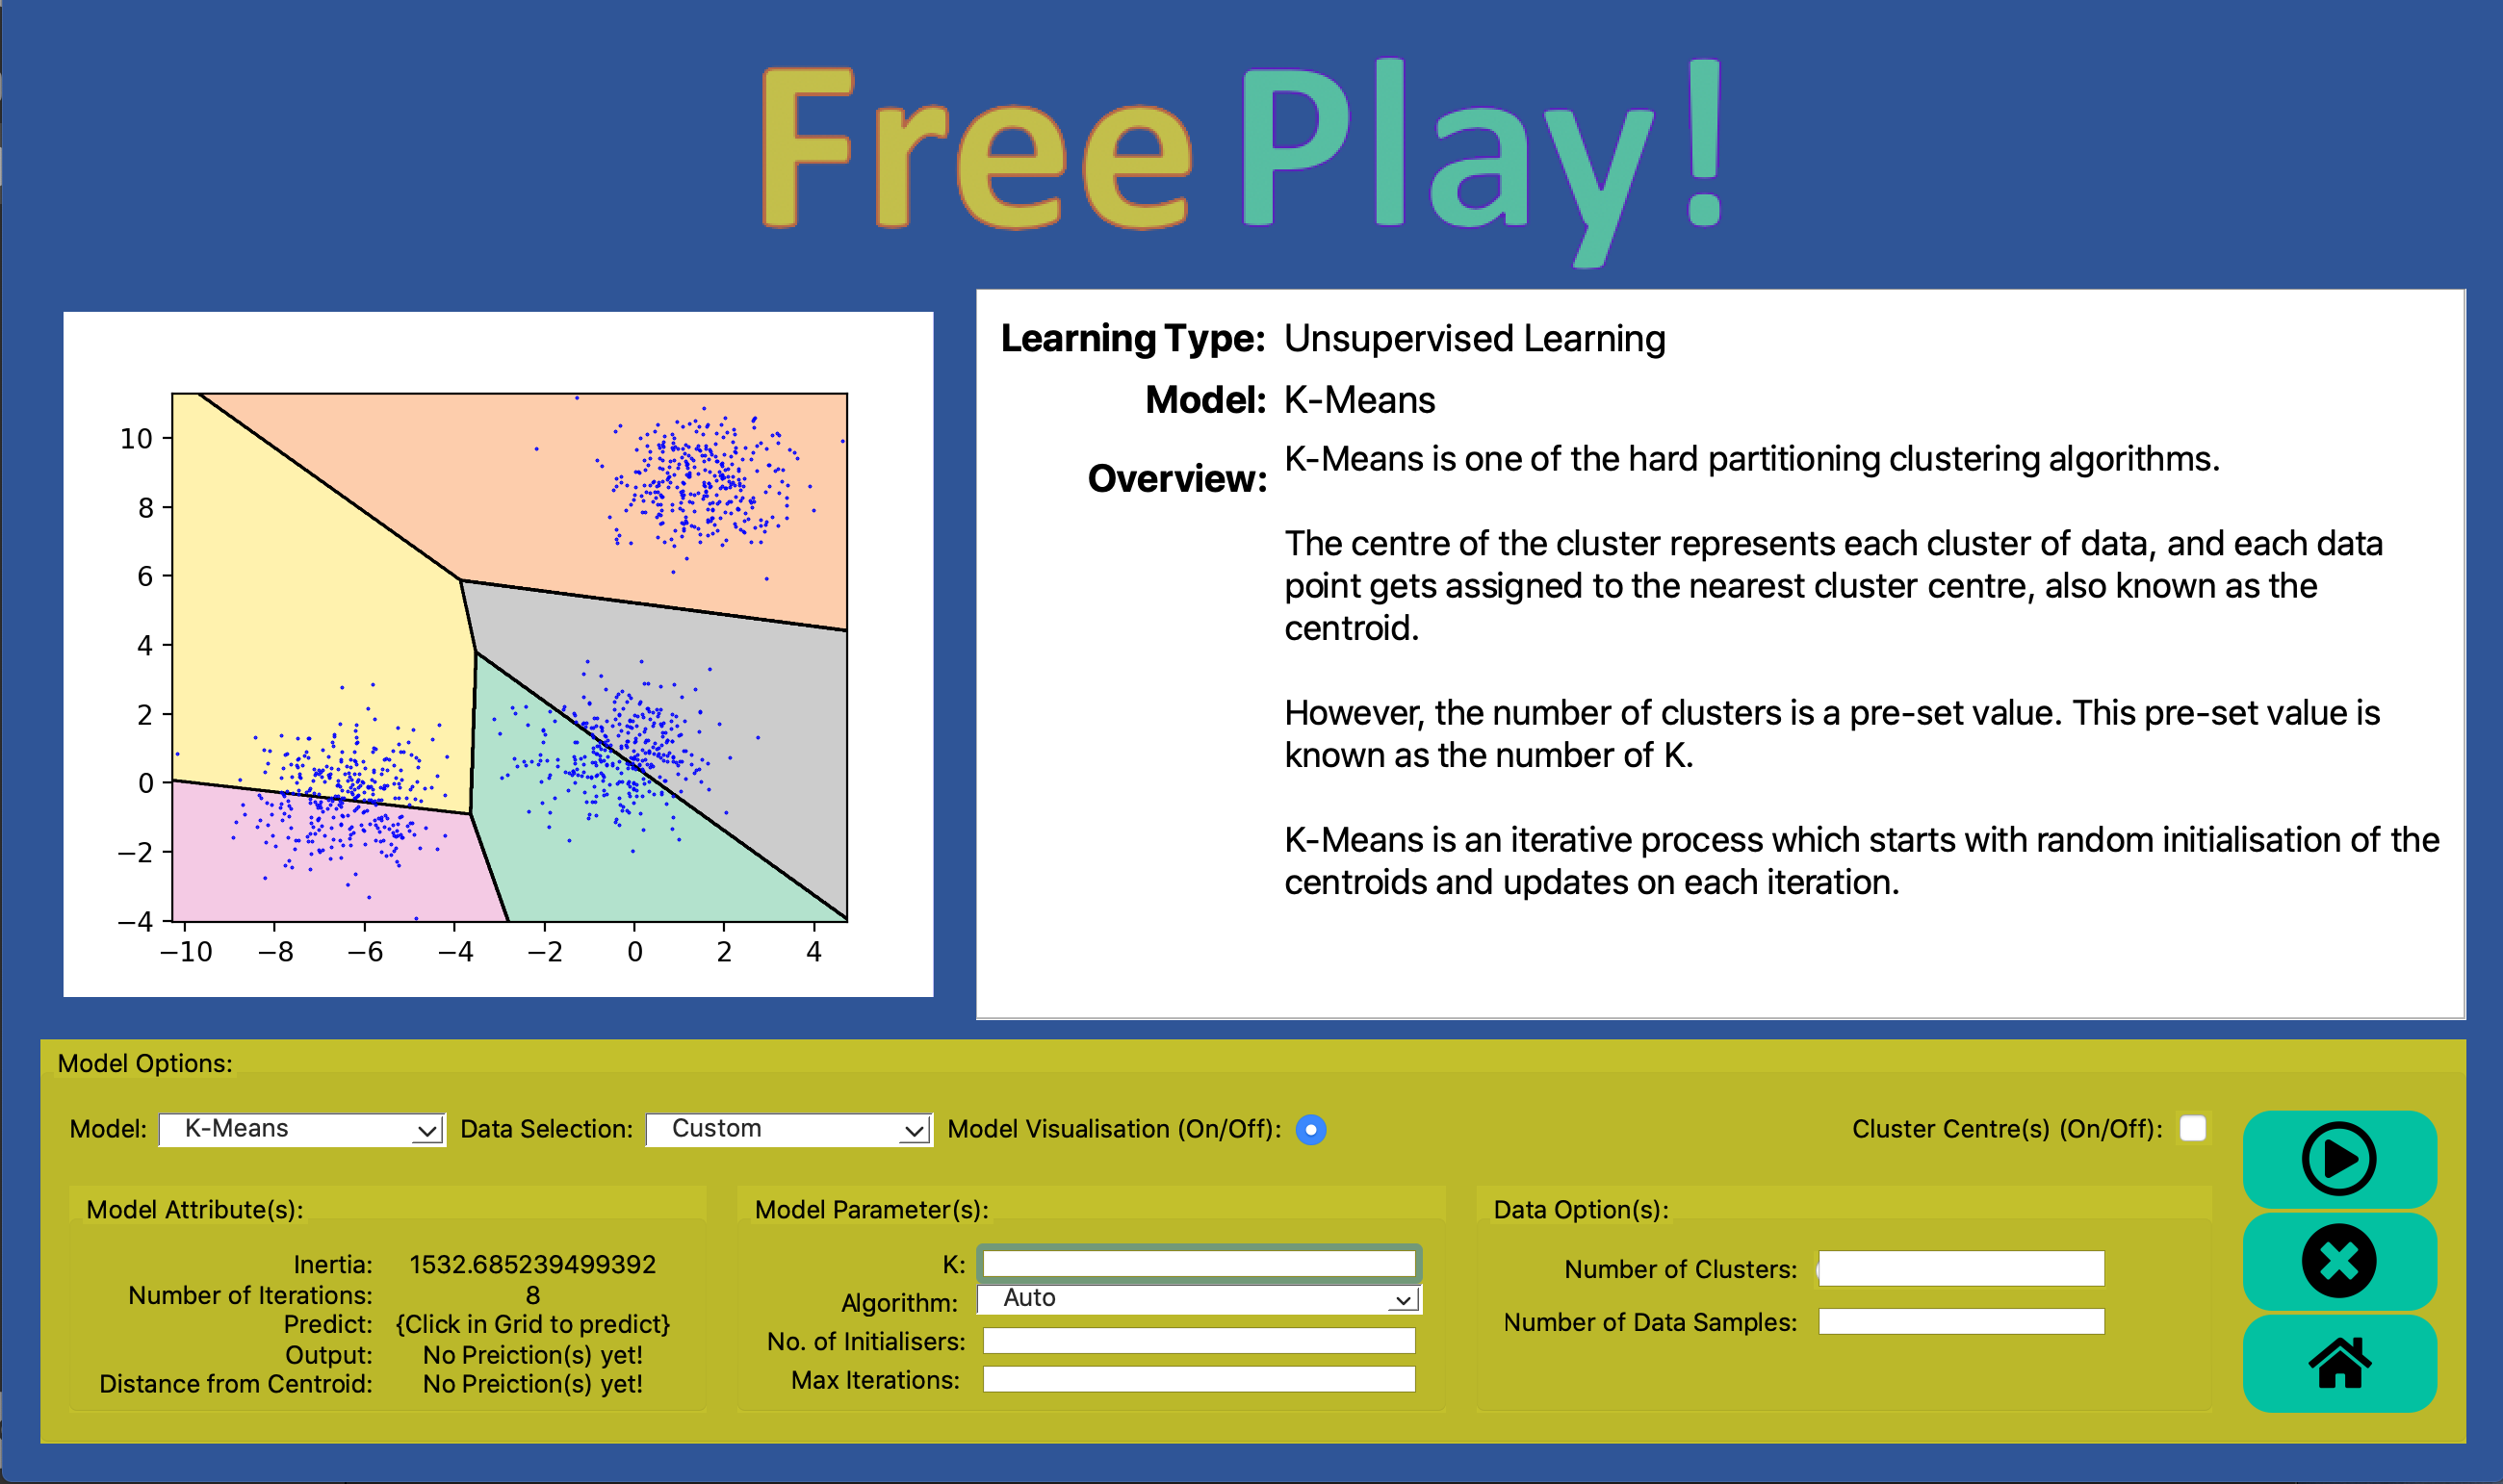 Free Play!
10
8
6
4
2
0
−2
−4
−10 −8 −6 −4 −2 0 2 4
Learning Type: Unsupervised Learning
Model: K-Means
Overview: K-Means is one of the hard partitioning clustering algorithms.
The centre of the cluster represents each cluster of data, and each data
point gets assigned to the nearest cluster centre, also known as the
centroid.
However, the number of clusters is a pre-set value. This pre-set value is
known as the number of K.
K-Means is an iterative process which starts with random initialisation of the
centroids and updates on each iteration.
Model Options:
Model: K-Means Data Selection: Custom Model Visualisation (On/Off): Cluster Centre(s) (On/Off):
Model Attribute(s):
Inertia: 1532.685239499392
Number of Iterations: 8
Predict: {Click in Grid to predict}
Output: No Preiction(s) yet!
Distance from Centroid: No Preiction(s) yet!
Model Parameter(s):
K:
Algorithm: Auto
No. of Initialisers:
Max Iterations:
Data Option(s):
Number of Clusters:
Number of Data Samples: